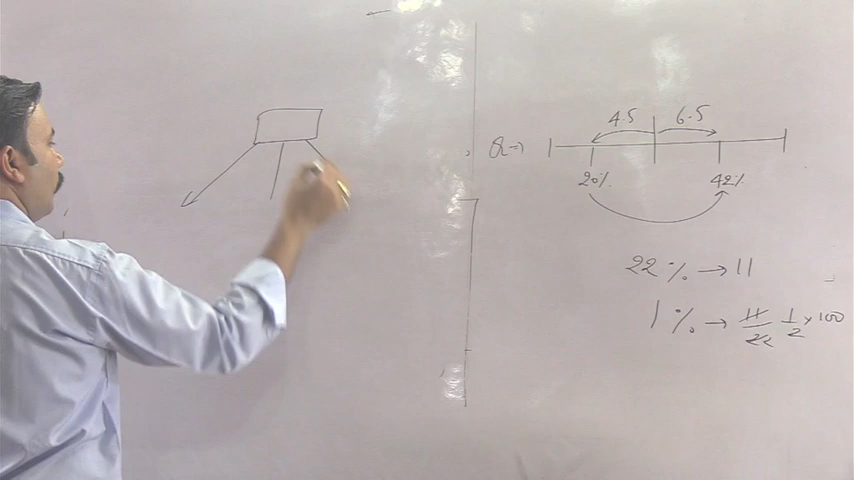 4.5 6.5
Q ⇒
20% 42%
22% → 11
1% → 11/22 1/2 × 100